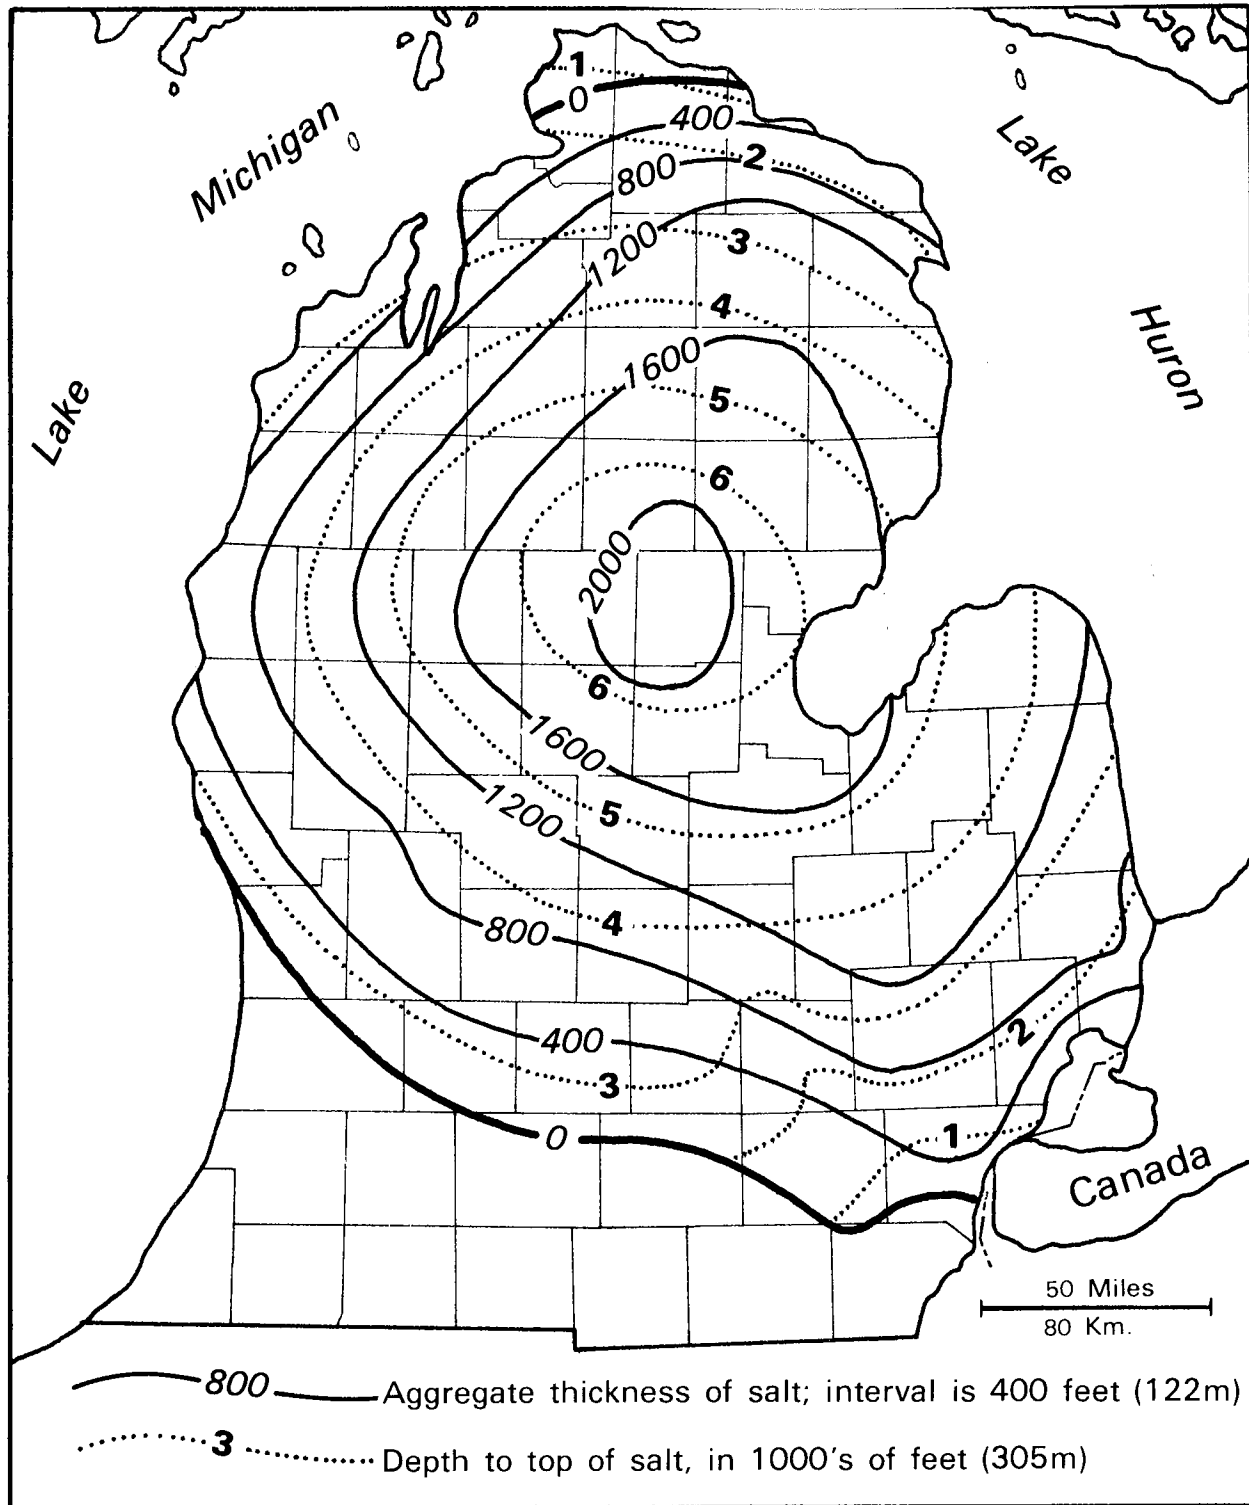 1
0
400
Michigan
Lake
2
800
3
1200
4
Huron
1600
Lake
5
6
2000
6
1600
1200
5
800
4
400
2
3
0
1
Canada
50 Miles
80 Km.
800 Aggregate thickness of salt; interval is 400 feet (122m)
3 Depth to top of salt, in 1000's of feet (305m)